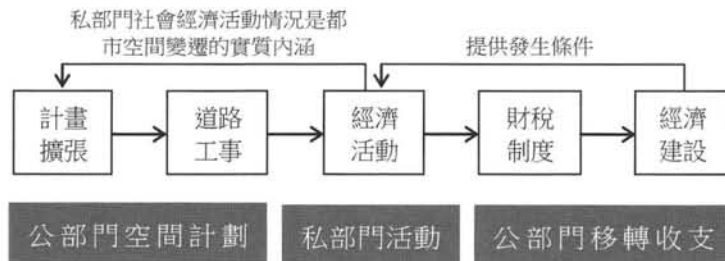 私部門社會經濟活動情況是都
市空間變遷的實質內涵
提供發生條件
計畫
擴張
道路
工事
經濟
活動
財稅
制度
經濟
建設
公部門空間計劃
私部門活動
公部門移轉收支